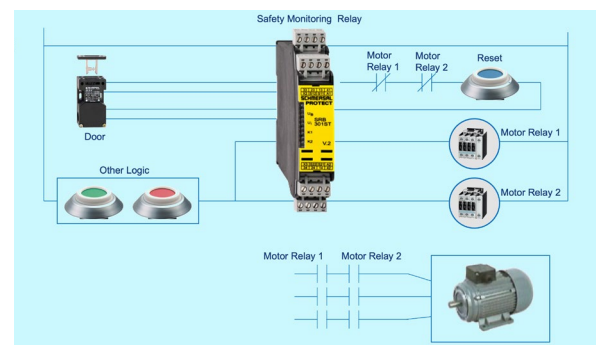 Safety Monitoring Relay
Motor
Relay 1
Motor
Relay 2
Reset
SCHMERSAL
PROTECT
SRB
301ST
V.2
Door
Motor Relay 1
Other Logic
Motor Relay 2
Motor Relay 1
Motor Relay 2